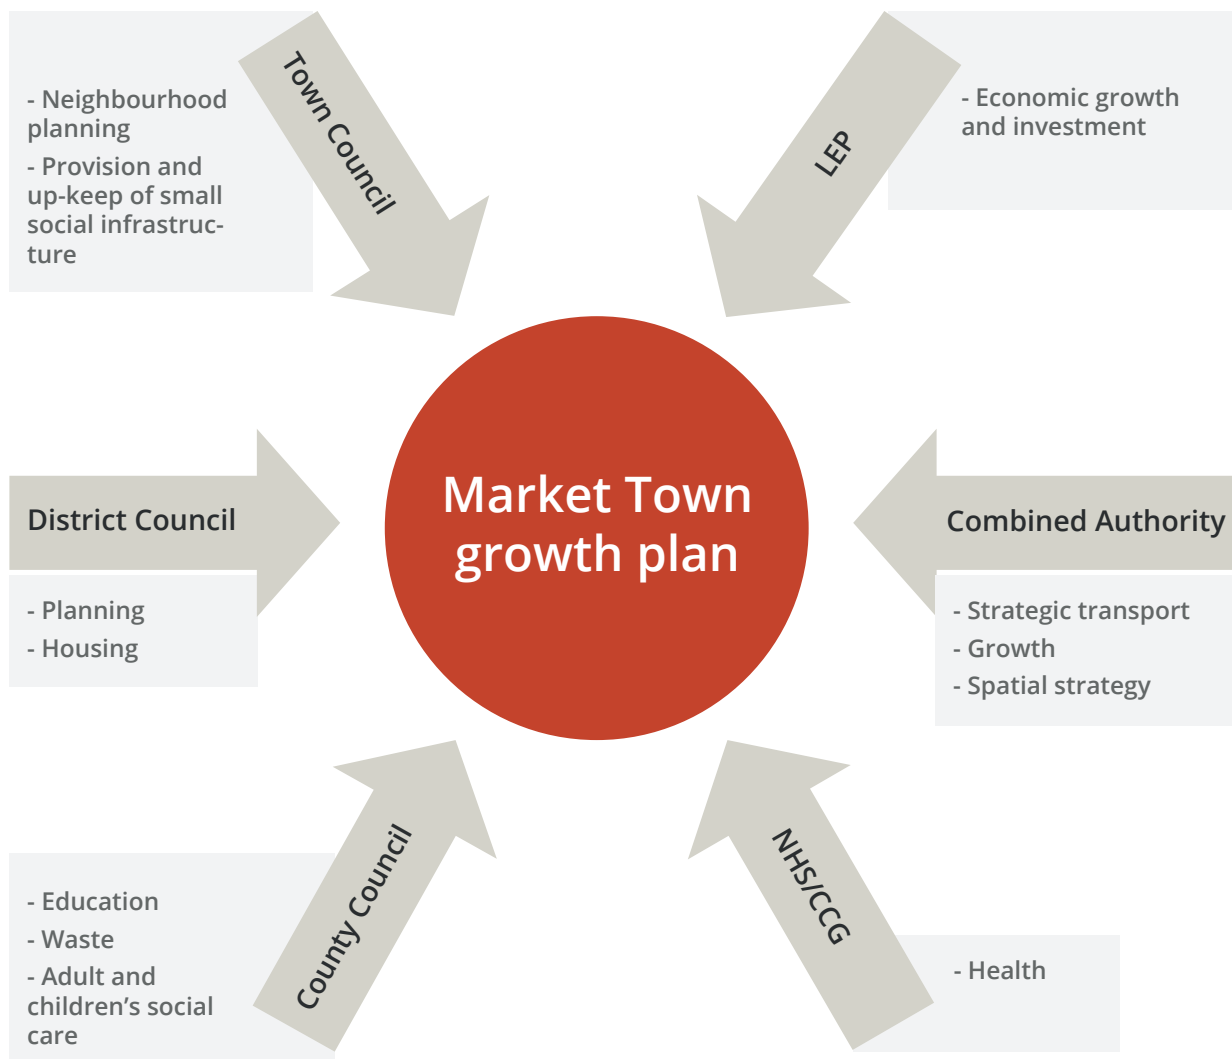 Town Council
- Neighbourhood
planning
- Provision and
up-keep of small
social infrastruc-
ture
LEP
- Economic growth
and investment
Market Town
growth plan
District Council
- Planning
- Housing
Combined Authority
- Strategic transport
- Growth
- Spatial strategy
County Council
- Education
- Waste
- Adult and
children’s social
care
NHS/CCG
- Health